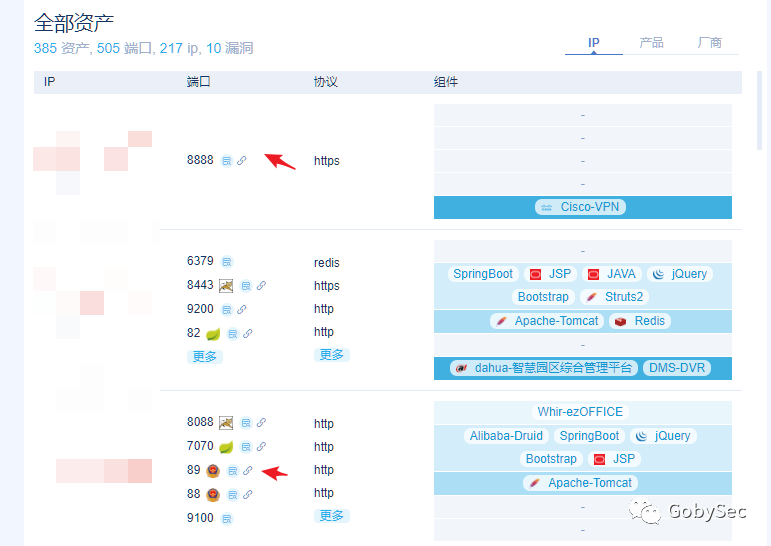 全部资产
385 资产, 505 端口, 217 ip, 10 漏洞
IP 产品 厂商
IP 端口 协议 组件
-
-
8888 https -
-
Cisco-VPN
6379 redis -
8443 https SpringBoot JSP JAVA jQuery
9200 http Bootstrap Struts2
82 http Apache-Tomcat Redis
更多 更多 -
dahua-智慧园区综合管理平台 DMS-DVR
8088 http Whir-ezOFFICE
7070 http Alibaba-Druid SpringBoot jQuery
89 http Bootstrap JSP
88 http Apache-Tomcat
9100 更多 -
-
GobySec